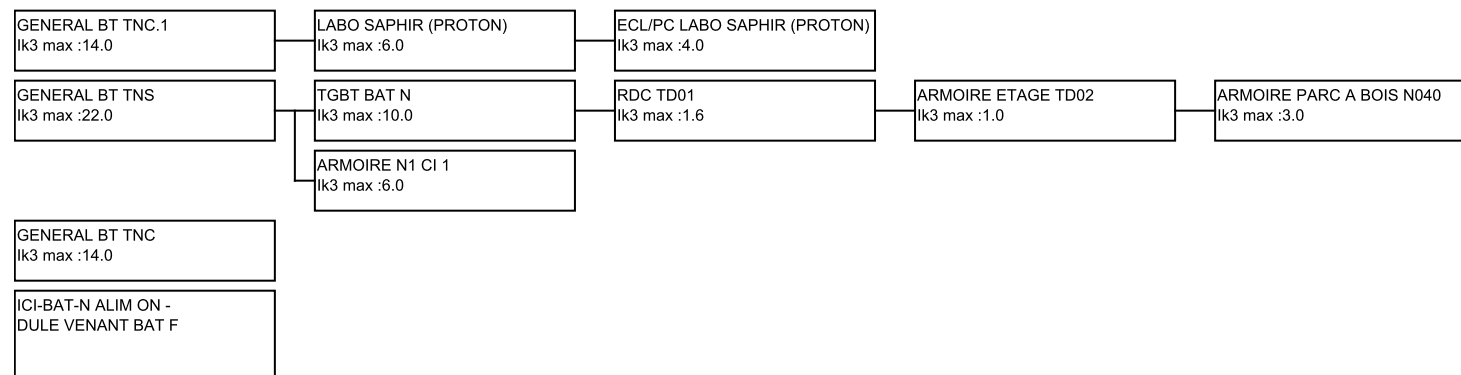 GENERAL BT TNC.1
Ik3 max :14.0
LABO SAPHIR (PROTON)
Ik3 max :6.0
ECL/PC LABO SAPHIR (PROTON)
Ik3 max :4.0
GENERAL BT TNS
Ik3 max :22.0
TGBT BAT N
Ik3 max :10.0
RDC TD01
Ik3 max :1.6
ARMOIRE ETAGE TD02
Ik3 max :1.0
ARMOIRE PARC A BOIS N040
Ik3 max :3.0
ARMOIRE N1 CI 1
Ik3 max :6.0
GENERAL BT TNC
Ik3 max :14.0
ICI-BAT-N ALIM ON -
DULE VENANT BAT F